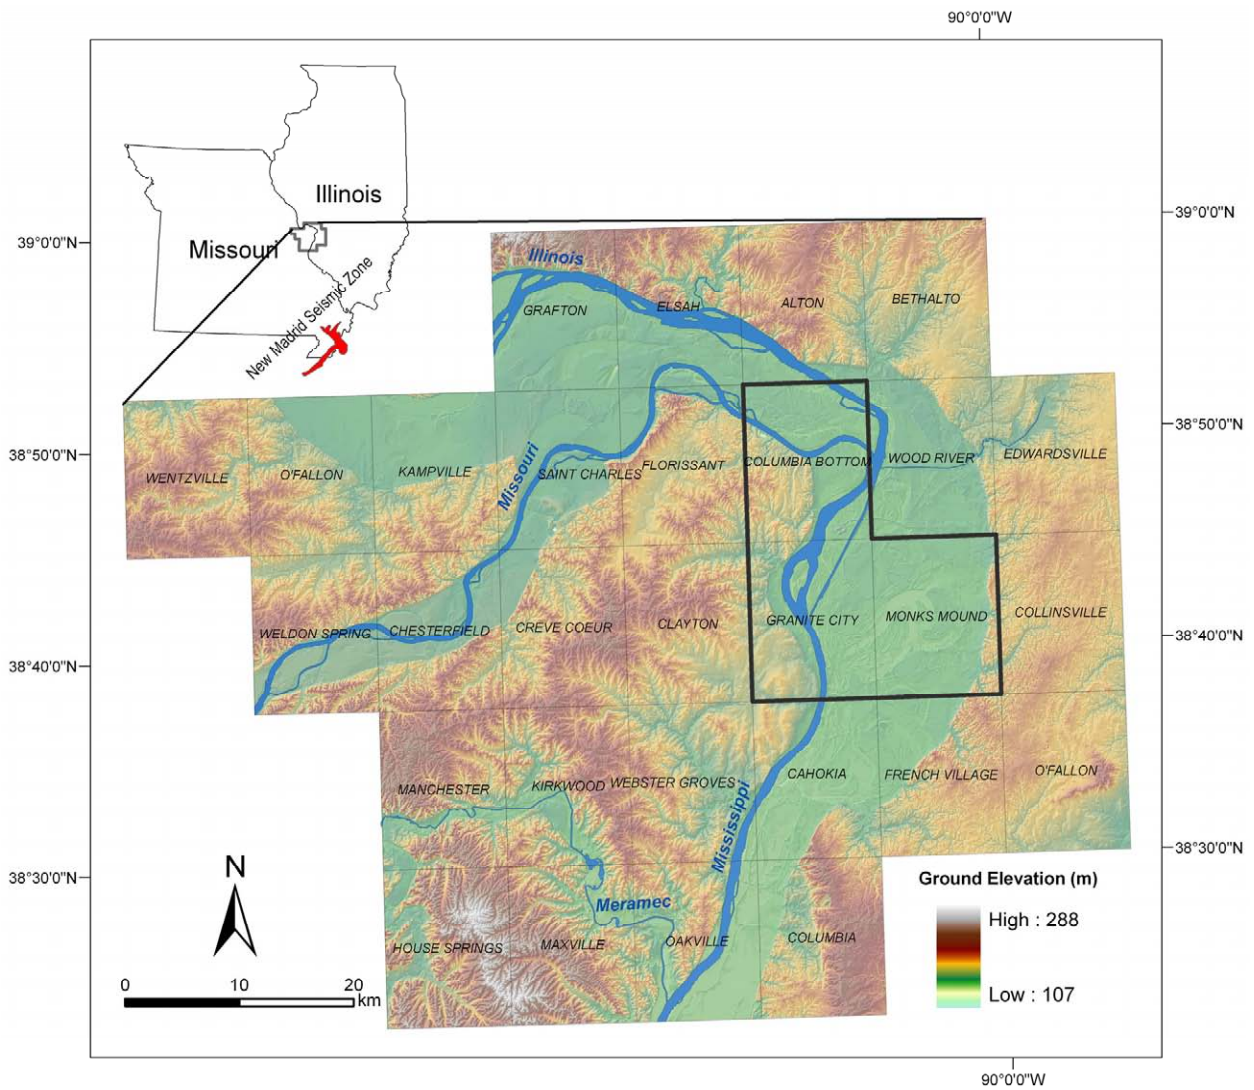 90°0'0"W
Illinois
39°0'0"N
39°0'0"N
Missouri
New Madrid Seismic Zone
Illinois
GRAFTON
ELSAH
ALTON
BETHALTO
38°50'0"N
38°50'0"N
WENTZVILLE
O'FALLON
KAMPVILLE
Missouri
SAINT CHARLES
FLORISSANT
COLUMBIA BOTTOM
WOOD RIVER
EDWARDSVILLE
WELDON SPRING
CHESTERFIELD
CREVE COEUR
CLAYTON
GRANITE CITY
MONKS MOUND
COLLINSVILLE
38°40'0"N
38°40'0"N
MANCHESTER
KIRKWOOD
WEBSTER GROVES
Mississippi
CAHOKIA
FRENCH VILLAGE
O'FALLON
38°30'0"N
38°30'0"N
N
Meramec
HOUSE SPRINGS
MAXVILLE
OAKVILLE
COLUMBIA
Ground Elevation (m)
High : 288
Low : 107
0 10 20
km
90°0'0"W